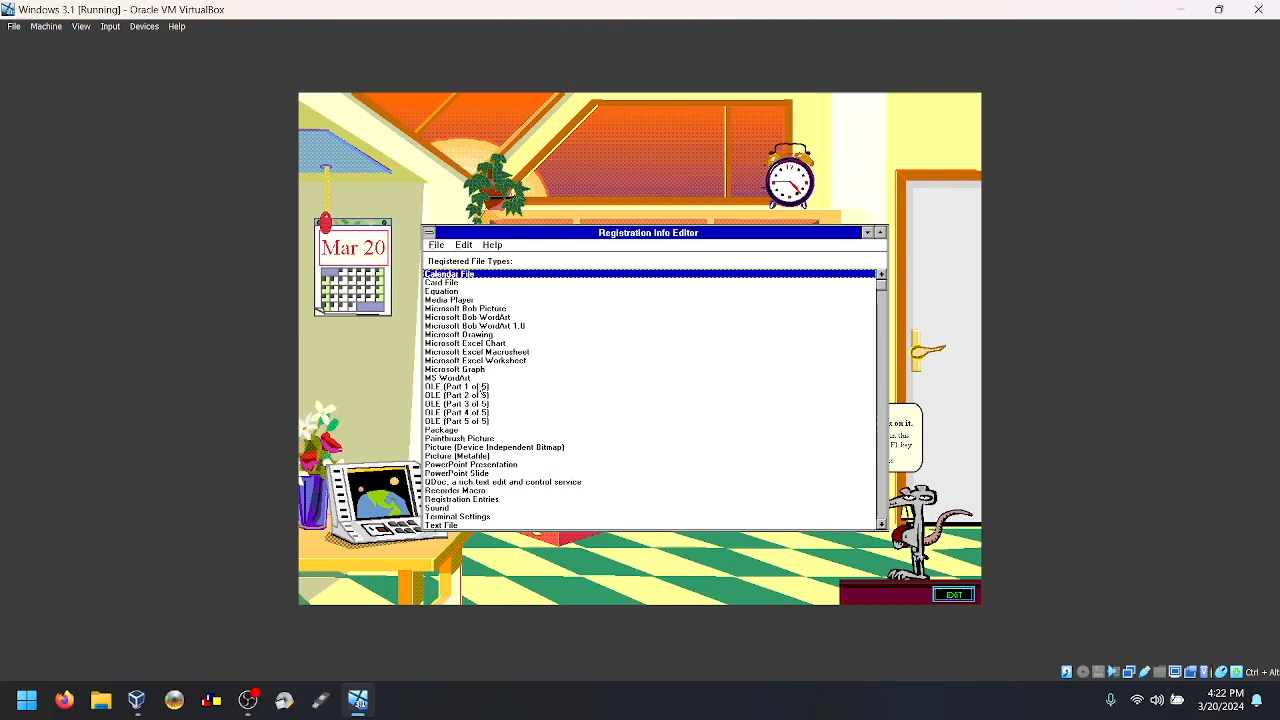 Windows 3.1 [Running] - Oracle VM VirtualBox
File Machine View Input Devices Help
12
Mar 20
Registration Info Editor
File Edit Help
Registered File Types:
Calendar File
Card File
Equation
Media Player
Microsoft Bob Picture
Microsoft Bob WordArt
Microsoft Bob WordArt 1.0
Microsoft Drawing
Microsoft Excel Chart
Microsoft Excel Macrosheet
Microsoft Excel Worksheet
Microsoft Graph
MS WordArt
OLE (Part 1 of 5)
OLE (Part 2 of 5)
OLE (Part 3 of 5)
OLE (Part 4 of 5)
OLE (Part 5 of 5)
Package
Paintbrush Picture
Picture (Device Independent Bitmap)
Picture (Metafile)
PowerPoint Presentation
PowerPoint Slide
QDoc, a rich text edit and control service
Recorder Macro
Registration Entries
Sound
Terminal Settings
Text File
on it.
this
F1 key
EXIT
Ctrl + Alt
4:22 PM
3/20/2024